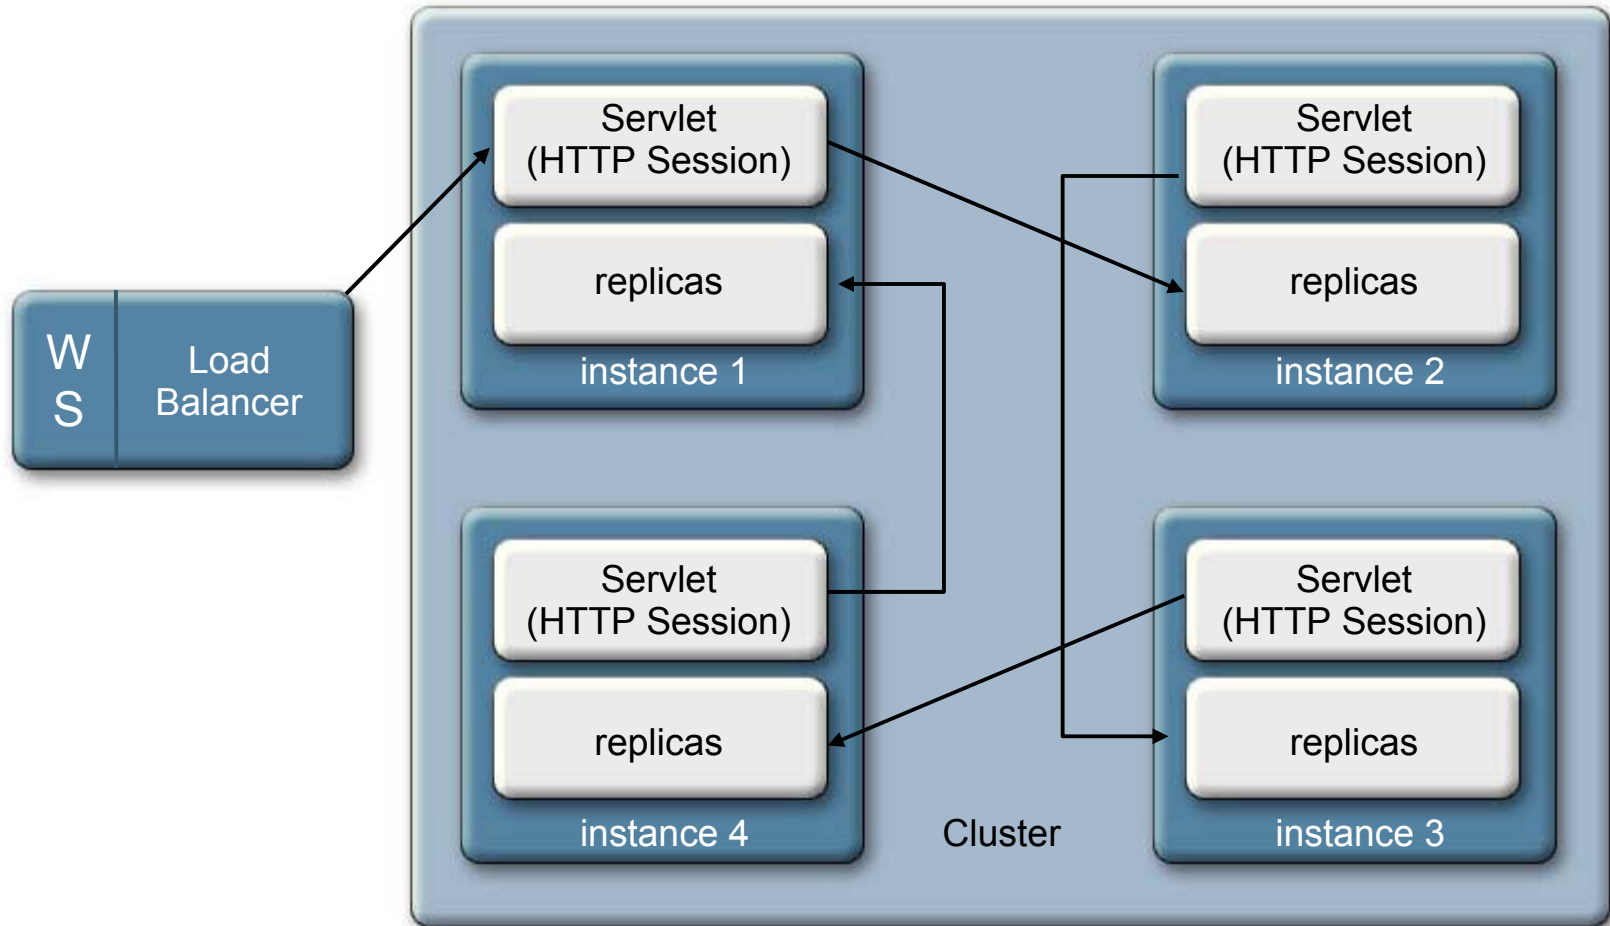 W
S
Load
Balancer
Servlet
(HTTP Session)
replicas
instance 1
Servlet
(HTTP Session)
replicas
instance 2
Servlet
(HTTP Session)
replicas
instance 4
Cluster
Servlet
(HTTP Session)
replicas
instance 3